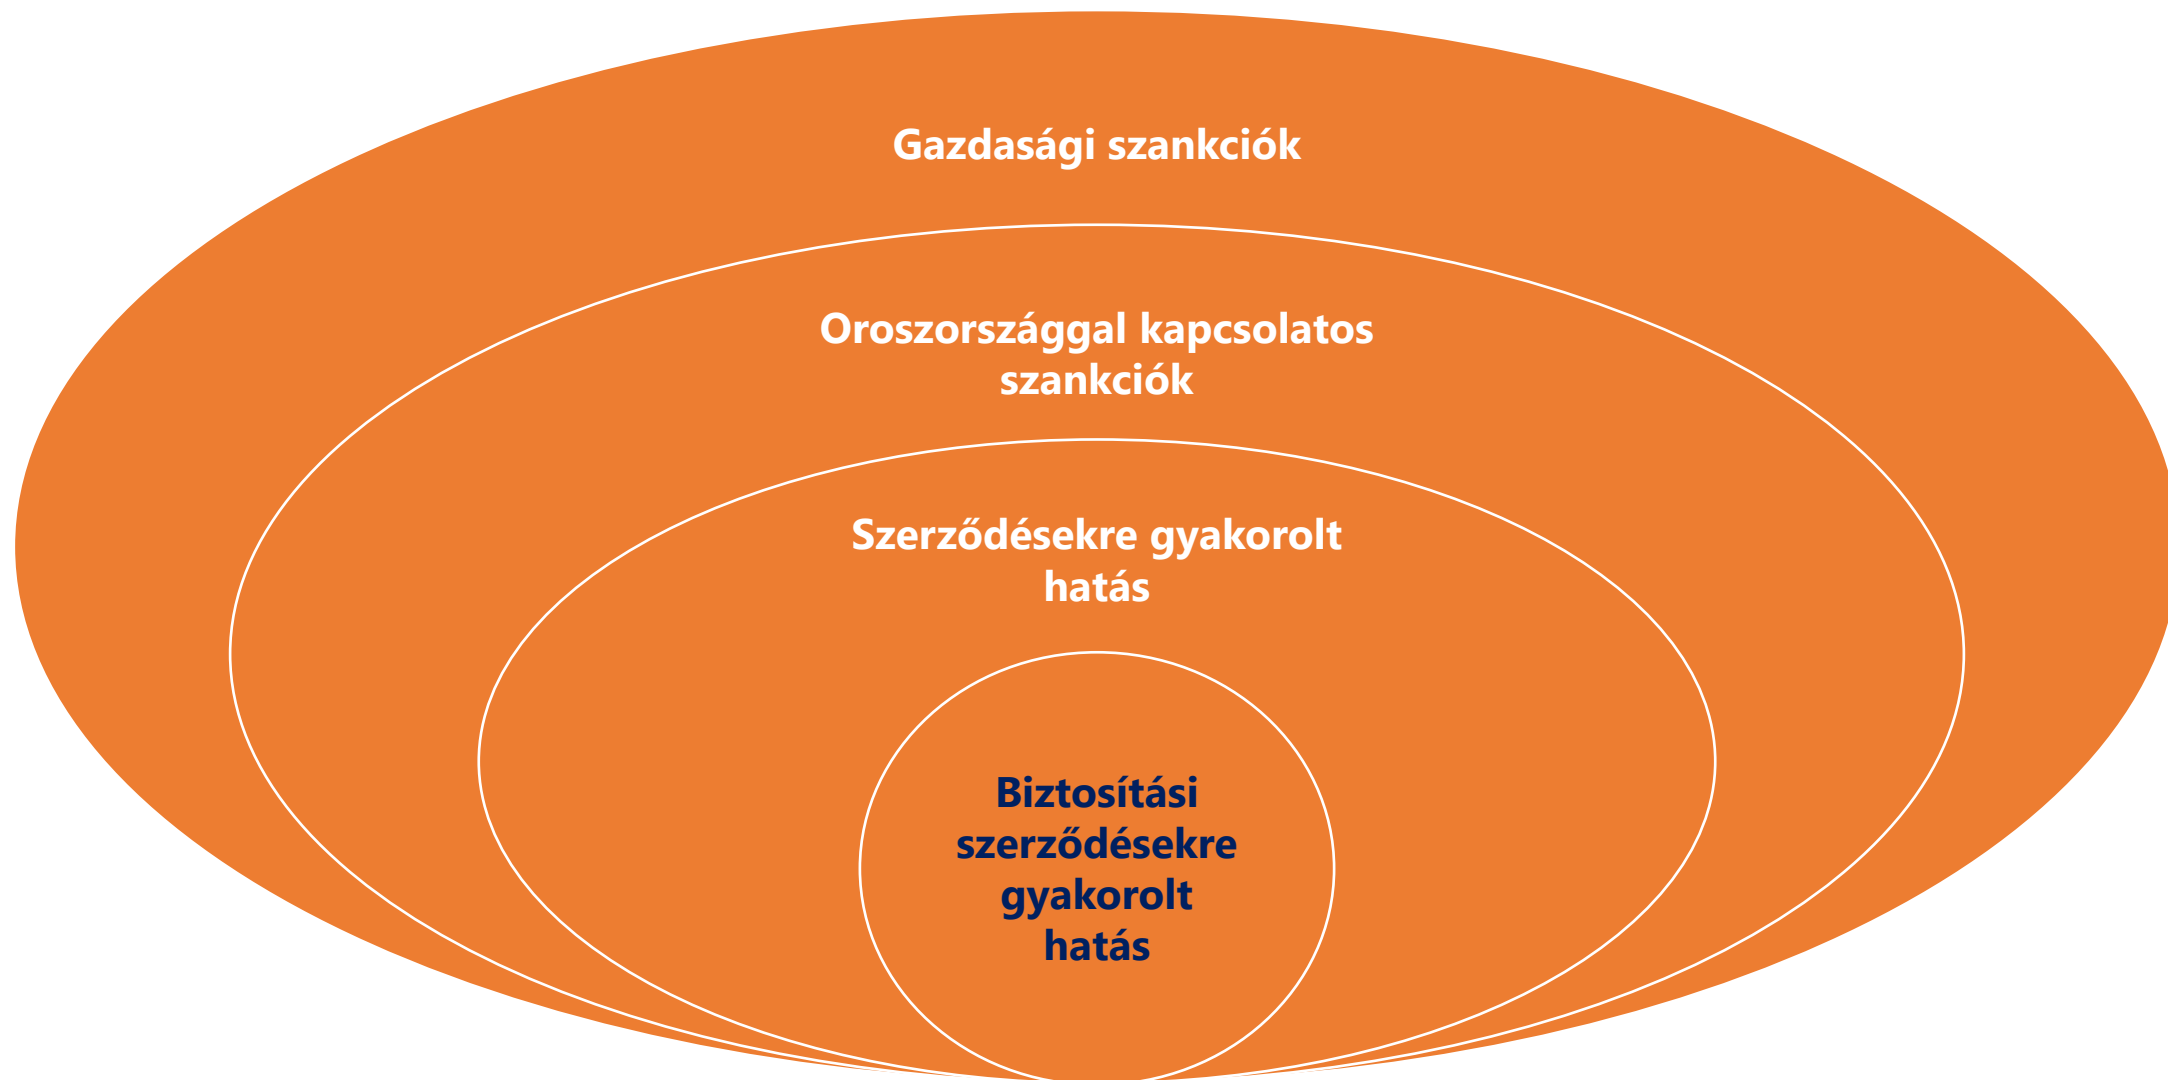 Gazdasági szankciók
Oroszországgal kapcsolatos
szankciók
Szerződésekre gyakorolt
hatás
Biztosítási
szerződésekre
gyakorolt
hatás